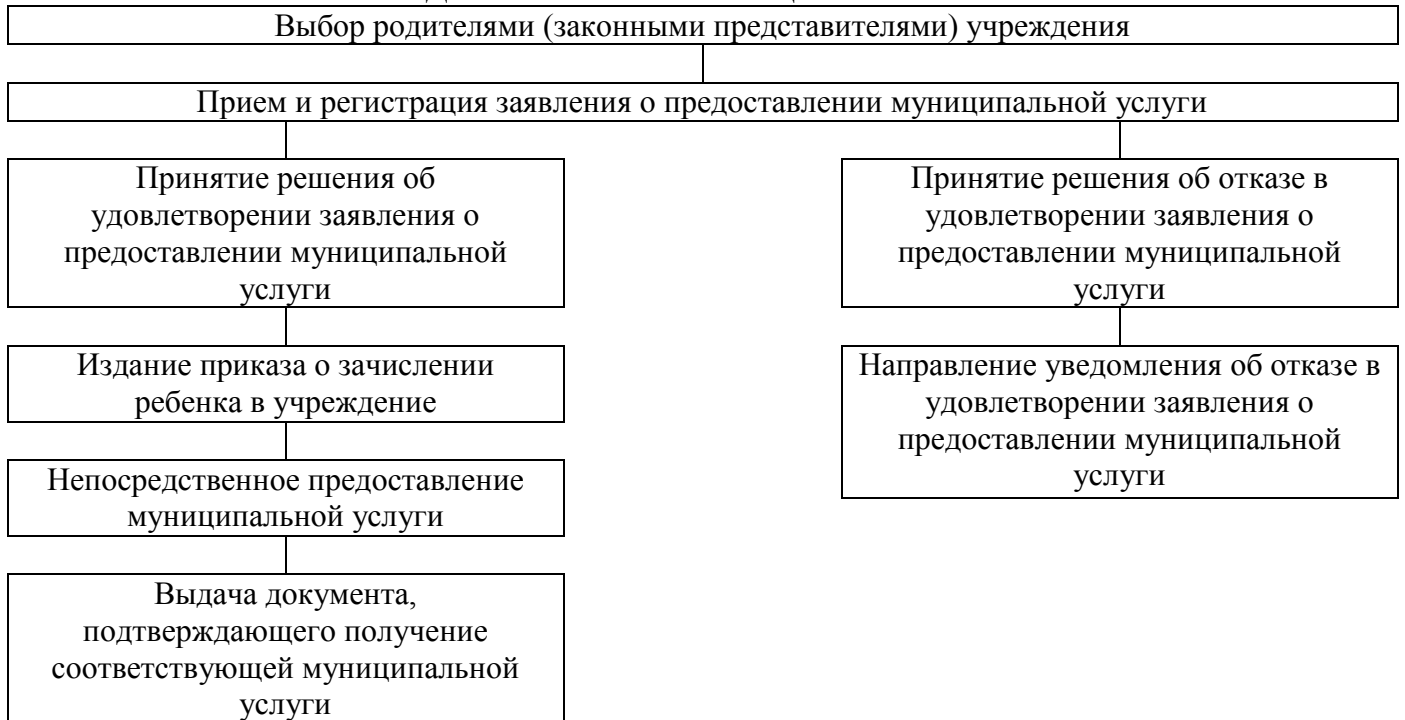 Выбор родителями (законными представителями) учреждения
Прием и регистрация заявления о предоставлении муниципальной услуги
Принятие решения об
удовлетворении заявления о
предоставлении муниципальной
услуги
Издание приказа о зачислении
ребенка в учреждение
Непосредственное предоставление
муниципальной услуги
Выдача документа,
подтверждающего получение
соответствующей муниципальной
услуги
Принятие решения об отказе в
удовлетворении заявления о
предоставлении муниципальной
услуги
Направление уведомления об отказе в
удовлетворении заявления о
предоставлении муниципальной
услуги